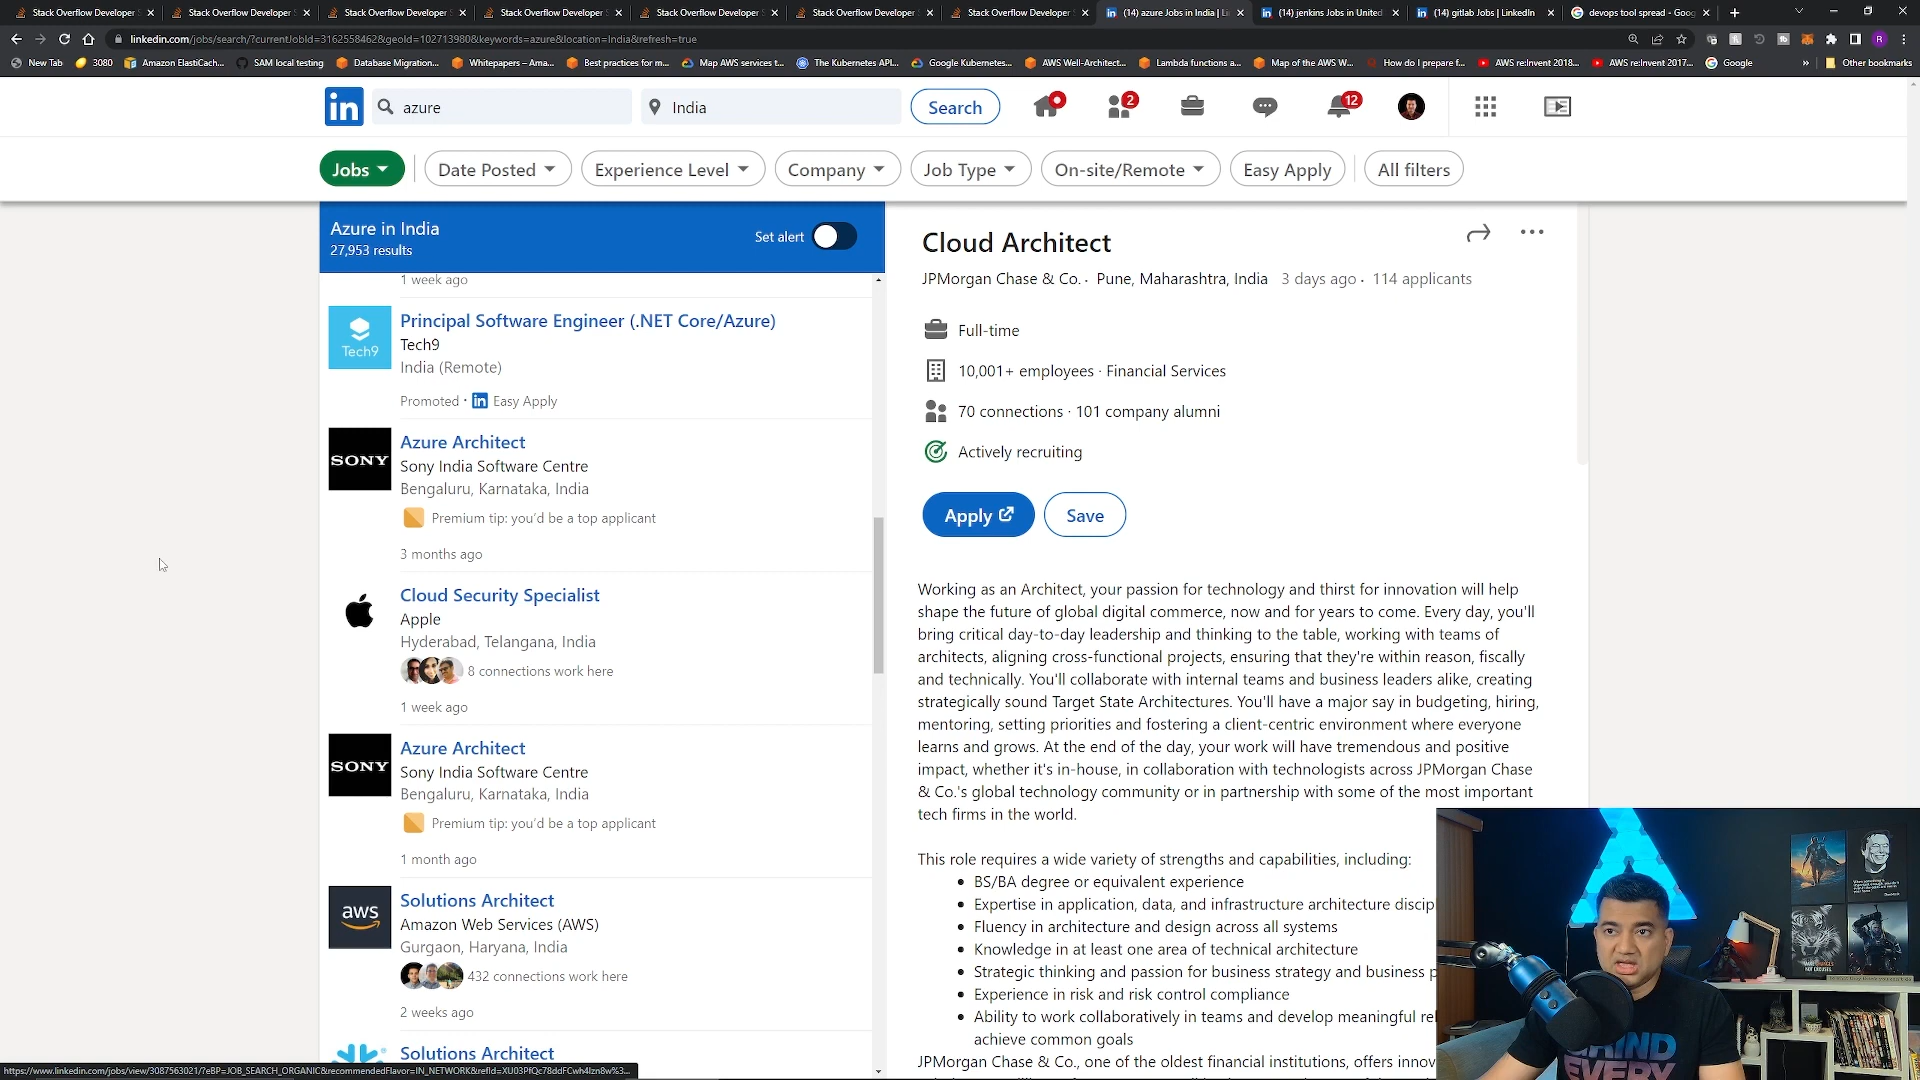 Stack Overflow Developer
Stack Overflow Developer
Stack Overflow Developer
Stack Overflow Developer
Stack Overflow Developer
Stack Overflow Developer
Stack Overflow Developer
(14) azure Jobs in India | Li
(14) jenkins Jobs in United
(14) gitlab Jobs | LinkedIn
devops tool spread - Goog
linkedin.com/jobs/search/?currentJobId=3162558462&geoId=102713980&keywords=azure&location=India&refresh=true
New Tab
3080
Amazon ElastiCach...
SAM local testing
Database Migration...
Whitepapers – Ama...
Best practices for m...
Map AWS services t...
The Kubernetes API...
Google Kubernetes...
AWS Well-Architect...
Lambda functions a...
Map of the AWS W...
How do I prepare f...
AWS re:Invent 2018...
AWS re:Invent 2017...
Google
Other bookmarks
in
azure
India
Search
2
12
Jobs
Date Posted
Experience Level
Company
Job Type
On-site/Remote
Easy Apply
All filters
Azure in India
27,953 results
Set alert
1 week ago
Tech9
Principal Software Engineer (.NET Core/Azure)
Tech9
India (Remote)
Promoted · in Easy Apply
SONY
Azure Architect
Sony India Software Centre
Bengaluru, Karnataka, India
Premium tip: you'd be a top applicant
3 months ago
Cloud Security Specialist
Apple
Hyderabad, Telangana, India
8 connections work here
1 week ago
SONY
Azure Architect
Sony India Software Centre
Bengaluru, Karnataka, India
Premium tip: you'd be a top applicant
1 month ago
aws
Solutions Architect
Amazon Web Services (AWS)
Gurgaon, Haryana, India
432 connections work here
2 weeks ago
Solutions Architect
Cloud Architect
JPMorgan Chase & Co. · Pune, Maharashtra, India 3 days ago · 114 applicants
Full-time
10,001+ employees · Financial Services
70 connections · 101 company alumni
Actively recruiting
Apply
Save
Working as an Architect, your passion for technology and thirst for innovation will help
shape the future of global digital commerce, now and for years to come. Every day, you'll
bring critical day-to-day leadership and thinking to the table, working with teams of
architects, aligning cross-functional projects, ensuring that they're within reason, fiscally
and technically. You'll collaborate with internal teams and business leaders alike, creating
strategically sound Target State Architectures. You'll have a major say in budgeting, hiring,
mentoring, setting priorities and fostering a client-centric environment where everyone
learns and grows. At the end of the day, your work will have tremendous and positive
impact, whether it's in-house, in collaboration with technologists across JPMorgan Chase
& Co.'s global technology community or in partnership with some of the most important
tech firms in the world.
This role requires a wide variety of strengths and capabilities, including:
• BS/BA degree or equivalent experience
• Expertise in application, data, and infrastructure architecture discip
• Fluency in architecture and design across all systems
• Knowledge in at least one area of technical architecture
• Strategic thinking and passion for business strategy and business p
• Experience in risk and risk control compliance
• Ability to work collaboratively in teams and develop meaningful rel
achieve common goals
JPMorgan Chase & Co., one of the oldest financial institutions, offers innov
BEHIND
EVERY